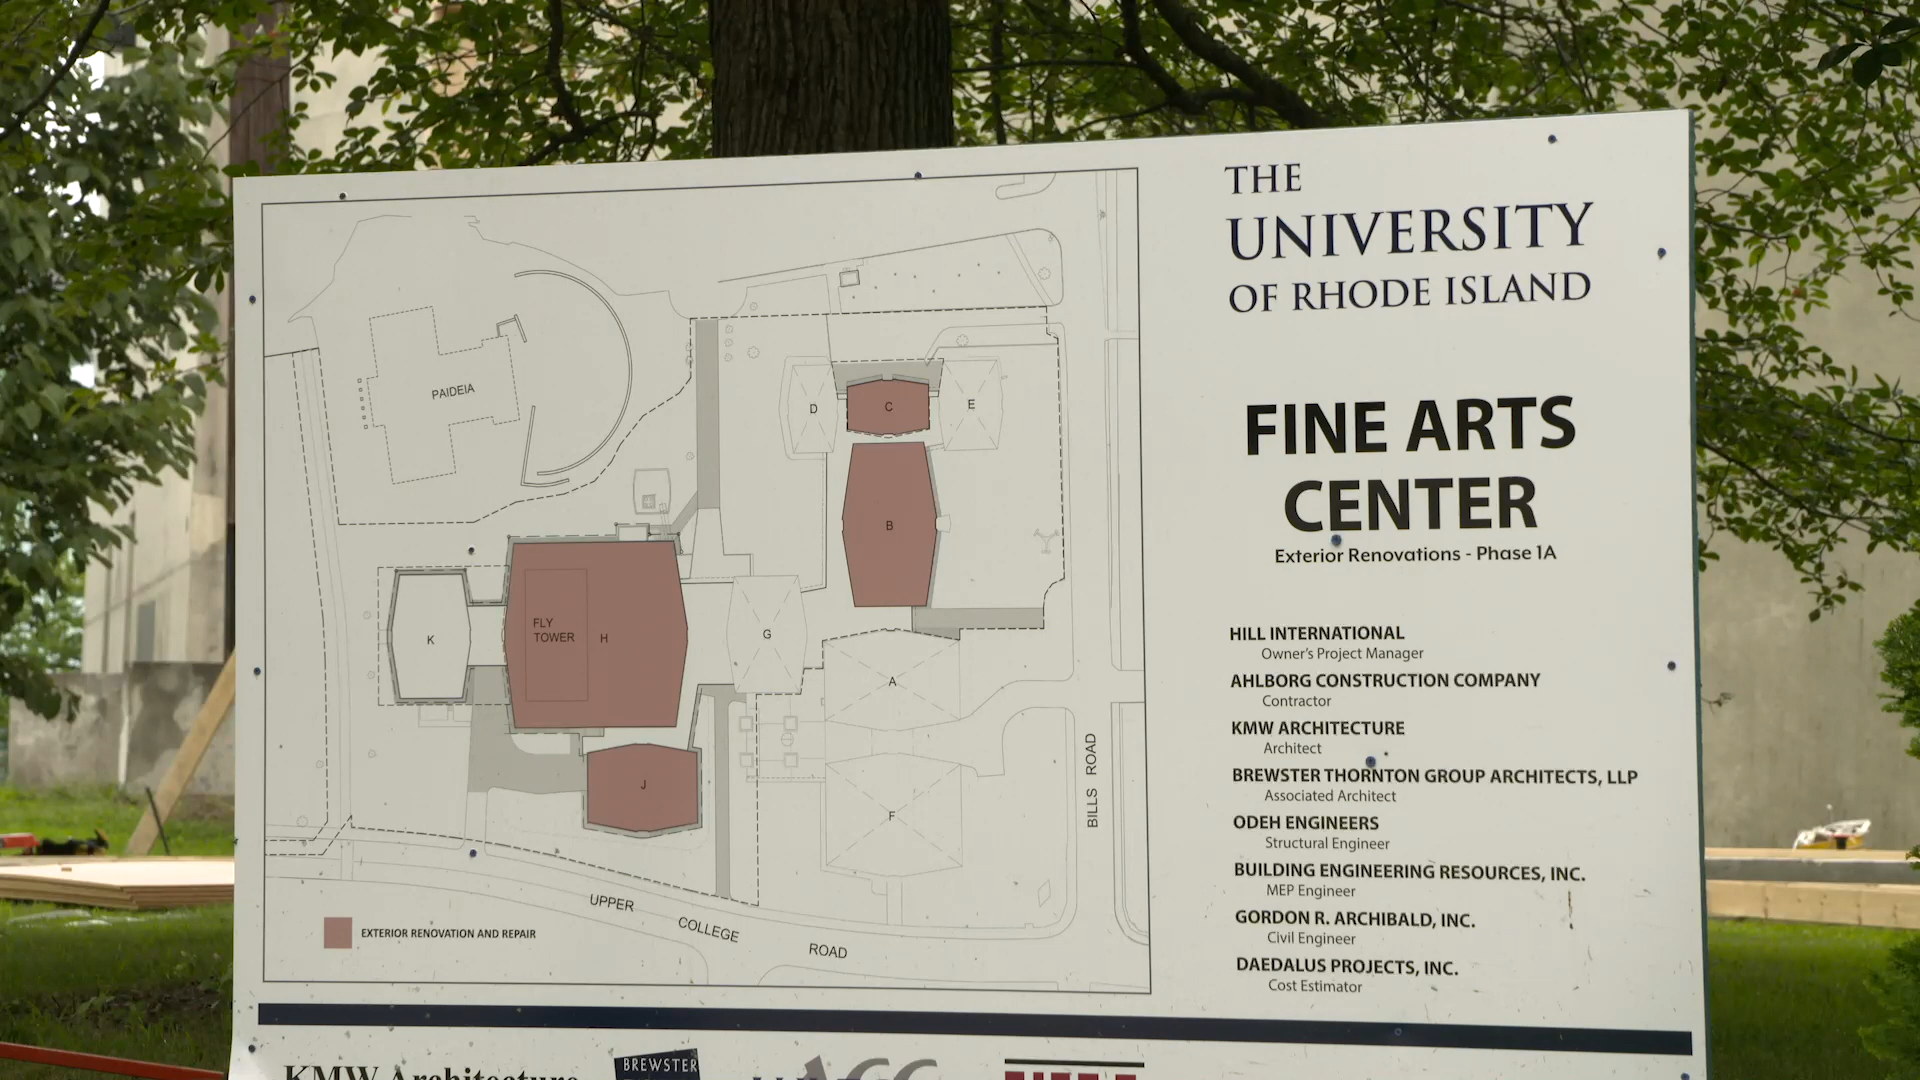 THE
UNIVERSITY
OF RHODE ISLAND
FINE ARTS
CENTER
Exterior Renovations - Phase 1A
HILL INTERNATIONAL
Owner's Project Manager
AHLBORG CONSTRUCTION COMPANY
Contractor
KMW ARCHITECTURE
Architect
BREWSTER THORNTON GROUP ARCHITECTS, LLP
Associated Architect
ODEH ENGINEERS
Structural Engineer
BUILDING ENGINEERING RESOURCES, INC.
MEP Engineer
GORDON R. ARCHIBALD, INC.
Civil Engineer
DAEDALUS PROJECTS, INC.
Cost Estimator
PAIDEIA
D
C
E
B
K
FLY
TOWER
H
G
A
J
F
BILLS ROAD
UPPER COLLEGE ROAD
EXTERIOR RENOVATION AND REPAIR
KMW Architecture
BREWSTER